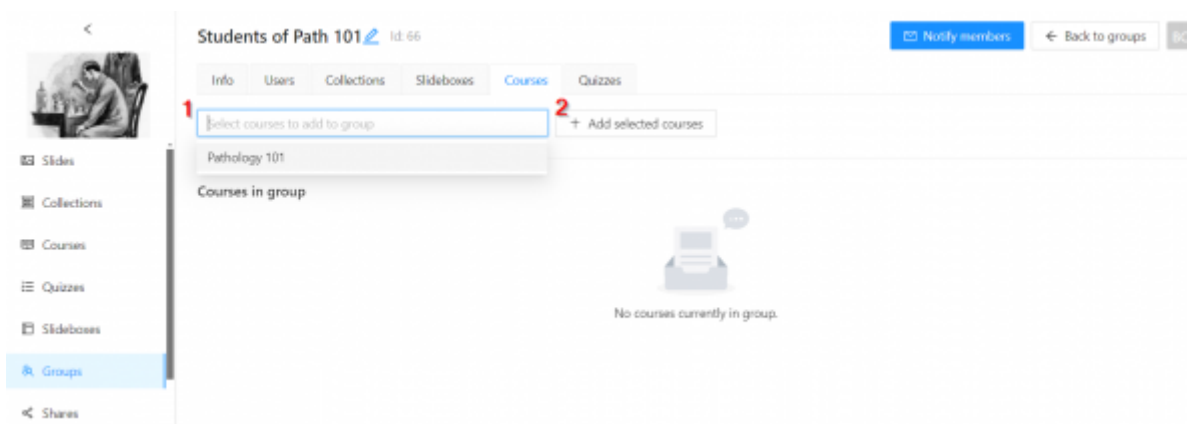 <
Students of Path 101 Id: 66
Notify members
← Back to groups
Info Users Collections Slideboxes Courses Quizzes
1
Select courses to add to group
2
+ Add selected courses
Pathology 101
Courses in group
No courses currently in group.
Slides
Collections
Courses
Quizzes
Slideboxes
Groups
Shares